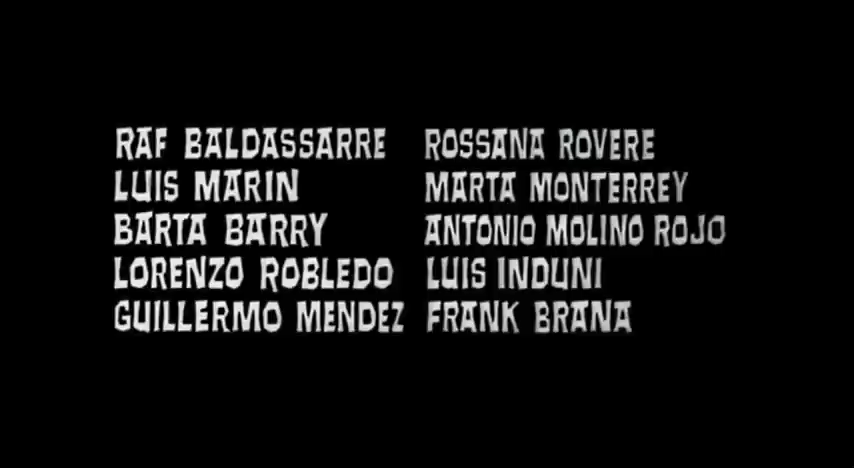 RAF BALDASSARRE
LUIS MARIN
BARTA BARRY
LORENZO ROBLEDO
GUILLERMO MENDEZ
ROSSANA ROVERE
MARTA MONTERREY
ANTONIO MOLINO ROJO
LUIS INDUNI
FRANK BRANA